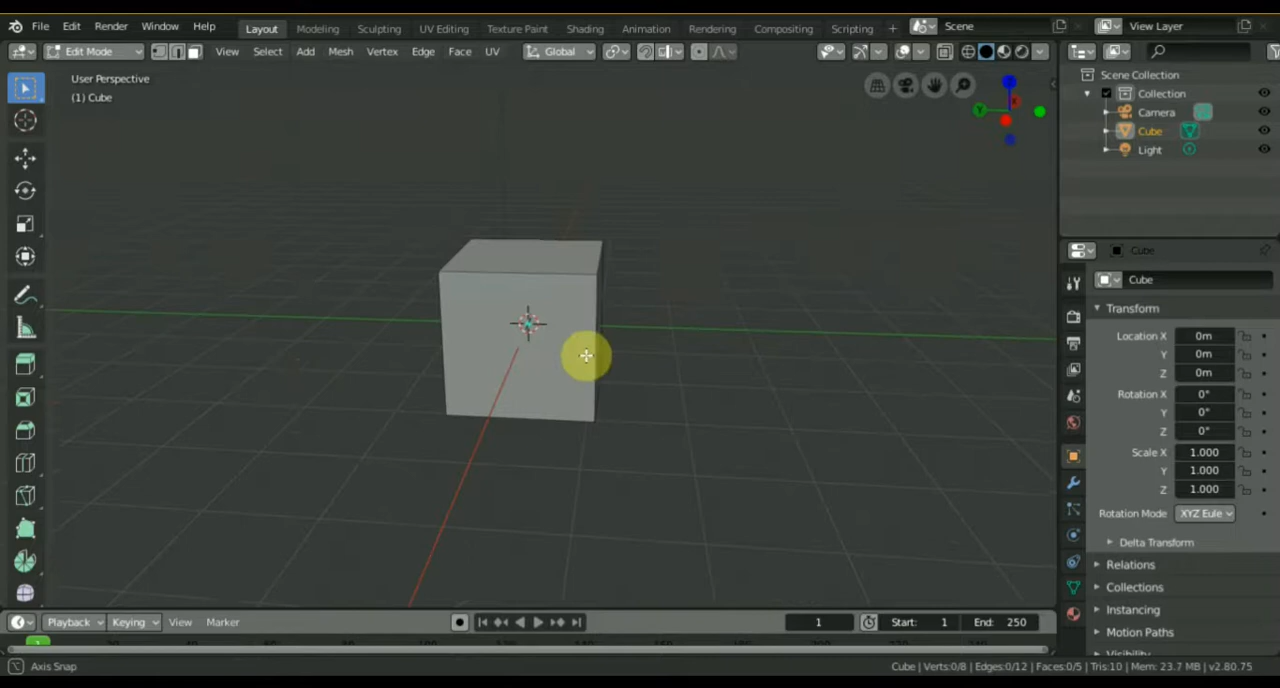 File Edit Render Window Help Layout Modeling Sculpting UV Editing Texture Paint Shading Animation Rendering Compositing Scripting + Scene View Layer
Edit Mode View Select Add Mesh Vertex Edge Face UV Global
User Perspective
(1) Cube
X
Y
Scene Collection
Collection
Camera
Cube
Light
Cube
Cube
Transform
Location X 0m
Y 0m
Z 0m
Rotation X 0°
Y 0°
Z 0°
Scale X 1.000
Y 1.000
Z 1.000
Rotation Mode XYZ Eule
Delta Transform
Relations
Collections
Instancing
Motion Paths
Visibility
Playback Keying View Marker 1 Start: 1 End: 250
1
Axis Snap Cube | Verts:0/8 | Edges:0/12 | Faces:0/5 | Tris:10 | Mem: 23.7 MB | v2.80.75